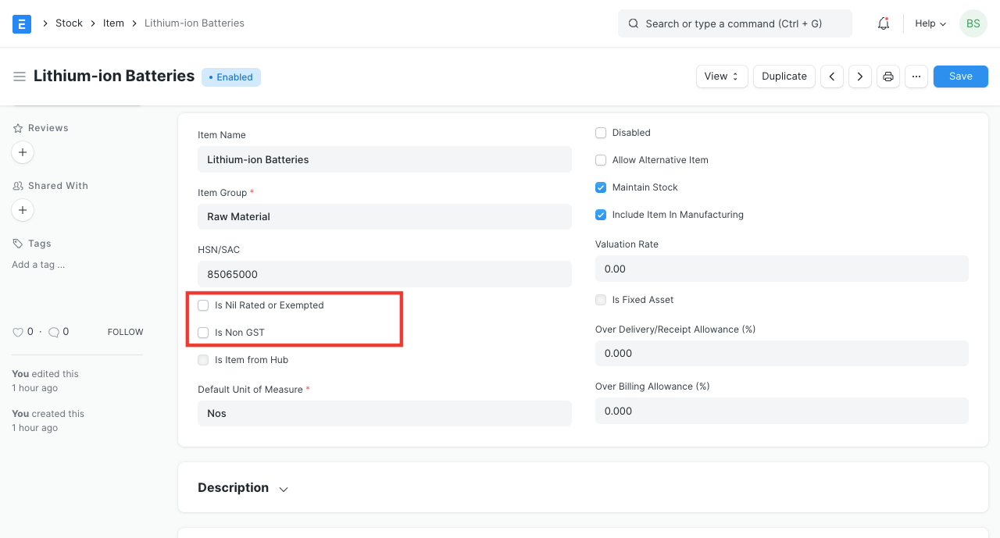 E > Stock > Item > Lithium-ion Batteries
Search or type a command (Ctrl + G)
Help
BS
Lithium-ion Batteries
• Enabled
View
Duplicate
...
Save
Reviews
+
Shared With
+
Tags
Add a tag ...
0 · 0
FOLLOW
You edited this
1 hour ago
You created this
1 hour ago
Item Name
Lithium-ion Batteries
Item Group *
Raw Material
HSN/SAC
85065000
Is Nil Rated or Exempted
Is Non GST
Is Item from Hub
Default Unit of Measure *
Nos
Disabled
Allow Alternative Item
Maintain Stock
Include Item In Manufacturing
Valuation Rate
0.00
Is Fixed Asset
Over Delivery/Receipt Allowance (%)
0.000
Over Billing Allowance (%)
0.000
Description